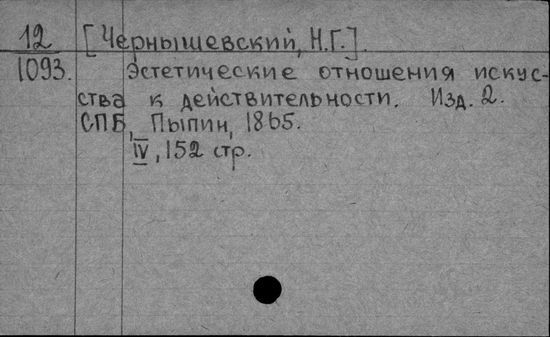 12 [Чернышевский, Н.Г.].
1093. Эстетические отношения искус-
ства к действительности. Изд. 2.
СПБ, Пыпин, 1865.
IV, 152 стр.